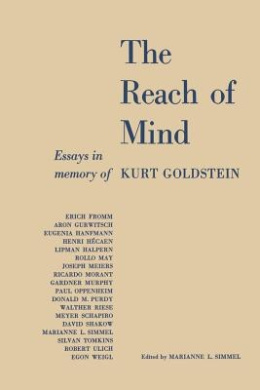 The
Reach of
Mind
Essays in
memory of KURT GOLDSTEIN
ERICH FROMM
ARON GURWITSCH
EUGENIA HANFMANN
HENRI HÉCAEN
LIPMAN HALPERN
ROLLO MAY
JOSEPH MEIERS
RICARDO MORANT
GARDNER MURPHY
PAUL OPPENHEIM
DONALD M. PURDY
WALTHER RIESE
MEYER SCHAPIRO
DAVID SHAKOW
MARIANNE L. SIMMEL
SILVAN TOMKINS
ROBERT ULICH
EGON WEIGL
Edited by MARIANNE L. SIMMEL